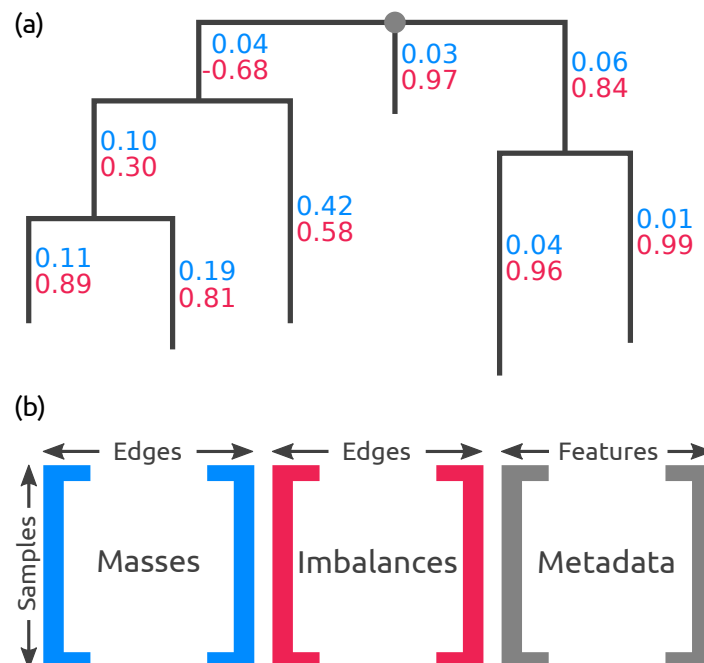 (a)
0.04
-0.68
0.03
0.97
0.06
0.84
0.10
0.30
0.42
0.58
0.01
0.99
0.04
0.96
0.11
0.89
0.19
0.81
(b)
Edges
Edges
Features
Samples
Masses
Imbalances
Metadata